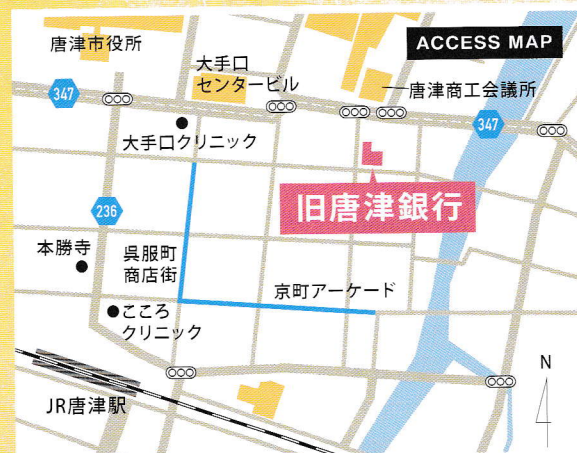 ACCESS MAP
唐津市役所
大手口
センタービル
唐津商工会議所
347
347
大手口クリニック
旧唐津銀行
236
本勝寺
呉服町
商店街
京町アーケード
こころ
クリニック
JR唐津駅
N